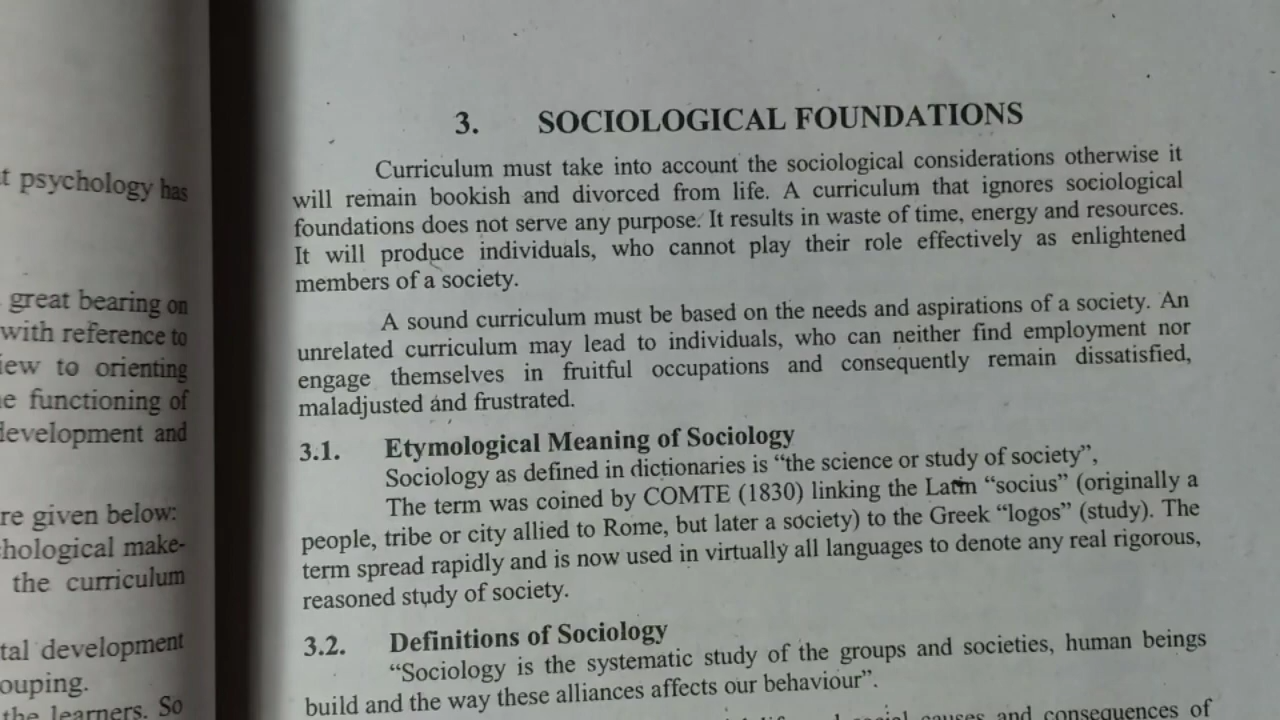 t psychology has
great bearing on
with reference to
iew to orienting
e functioning of
development and
re given below:
hological make-
the curriculum
tal development
ouping.
the learners. So
3. SOCIOLOGICAL FOUNDATIONS
Curriculum must take into account the sociological considerations otherwise it
will remain bookish and divorced from life. A curriculum that ignores sociological
foundations does not serve any purpose. It results in waste of time, energy and resources.
It will produce individuals, who cannot play their role effectively as enlightened
members of a society.
A sound curriculum must be based on the needs and aspirations of a society. An
unrelated curriculum may lead to individuals, who can neither find employment nor
engage themselves in fruitful occupations and consequently remain dissatisfied,
maladjusted and frustrated.
3.1. Etymological Meaning of Sociology
Sociology as defined in dictionaries is “the science or study of society”,
The term was coined by COMTE (1830) linking the Latin “socius” (originally a
people, tribe or city allied to Rome, but later a society) to the Greek “logos” (study). The
term spread rapidly and is now used in virtually all languages to denote any real rigorous,
reasoned study of society.
3.2. Definitions of Sociology
“Sociology is the systematic study of the groups and societies, human beings
build and the way these alliances affects our behaviour”.
social causes and consequences of